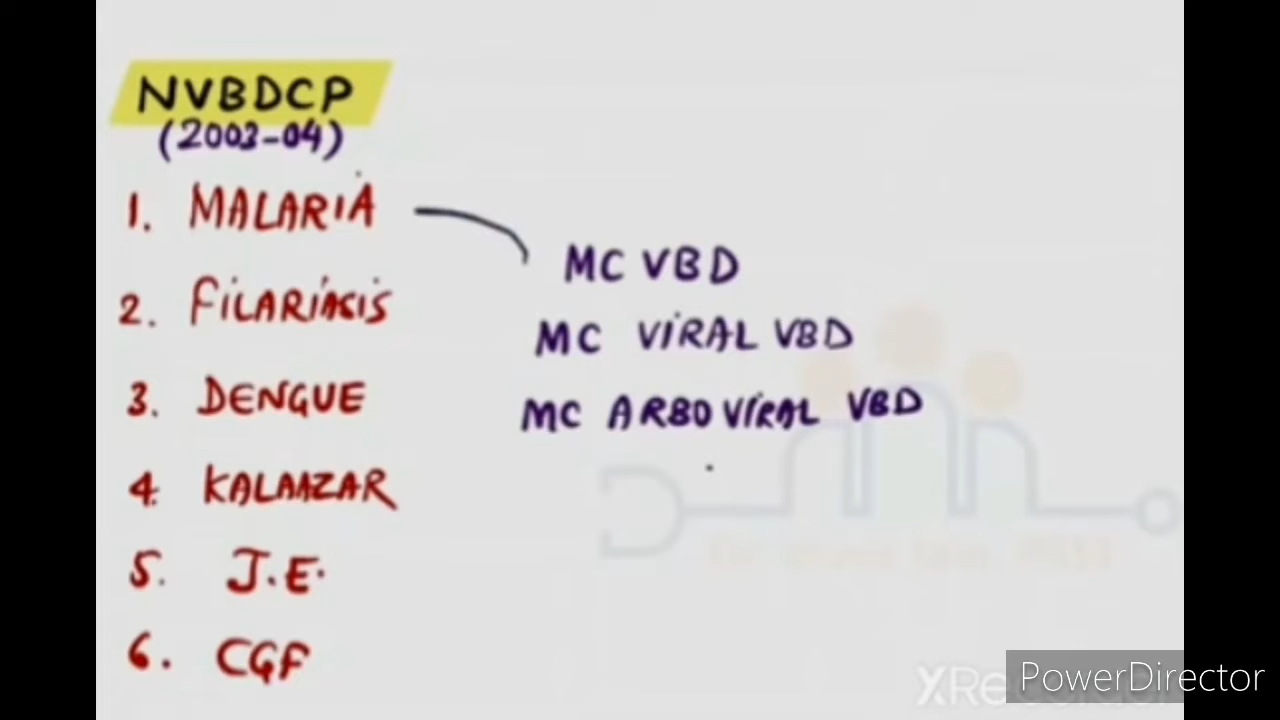 NVBDCP
(2003-04)
1. MALARIA
2. FILARIASIS
3. DENGUE
4. KALAAZAR
5. J.E.
6. CGF
MC VBD
MC VIRAL VBD
MC ARBOVIRAL VBD
PowerDirector